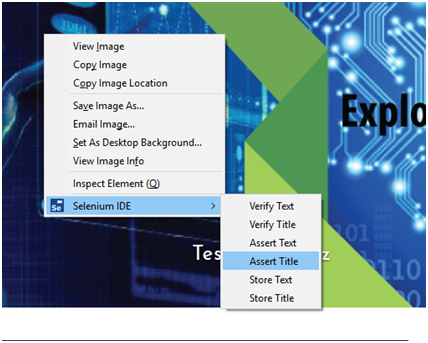 View Image
Copy Image
Copy Image Location
Save Image As...
Email Image...
Set As Desktop Background...
View Image Info
Inspect Element (Q)
Se Selenium IDE
Verify Text
Verify Title
Assert Text
Assert Title
Store Text
Store Title
Explo
Tes z
101
0110